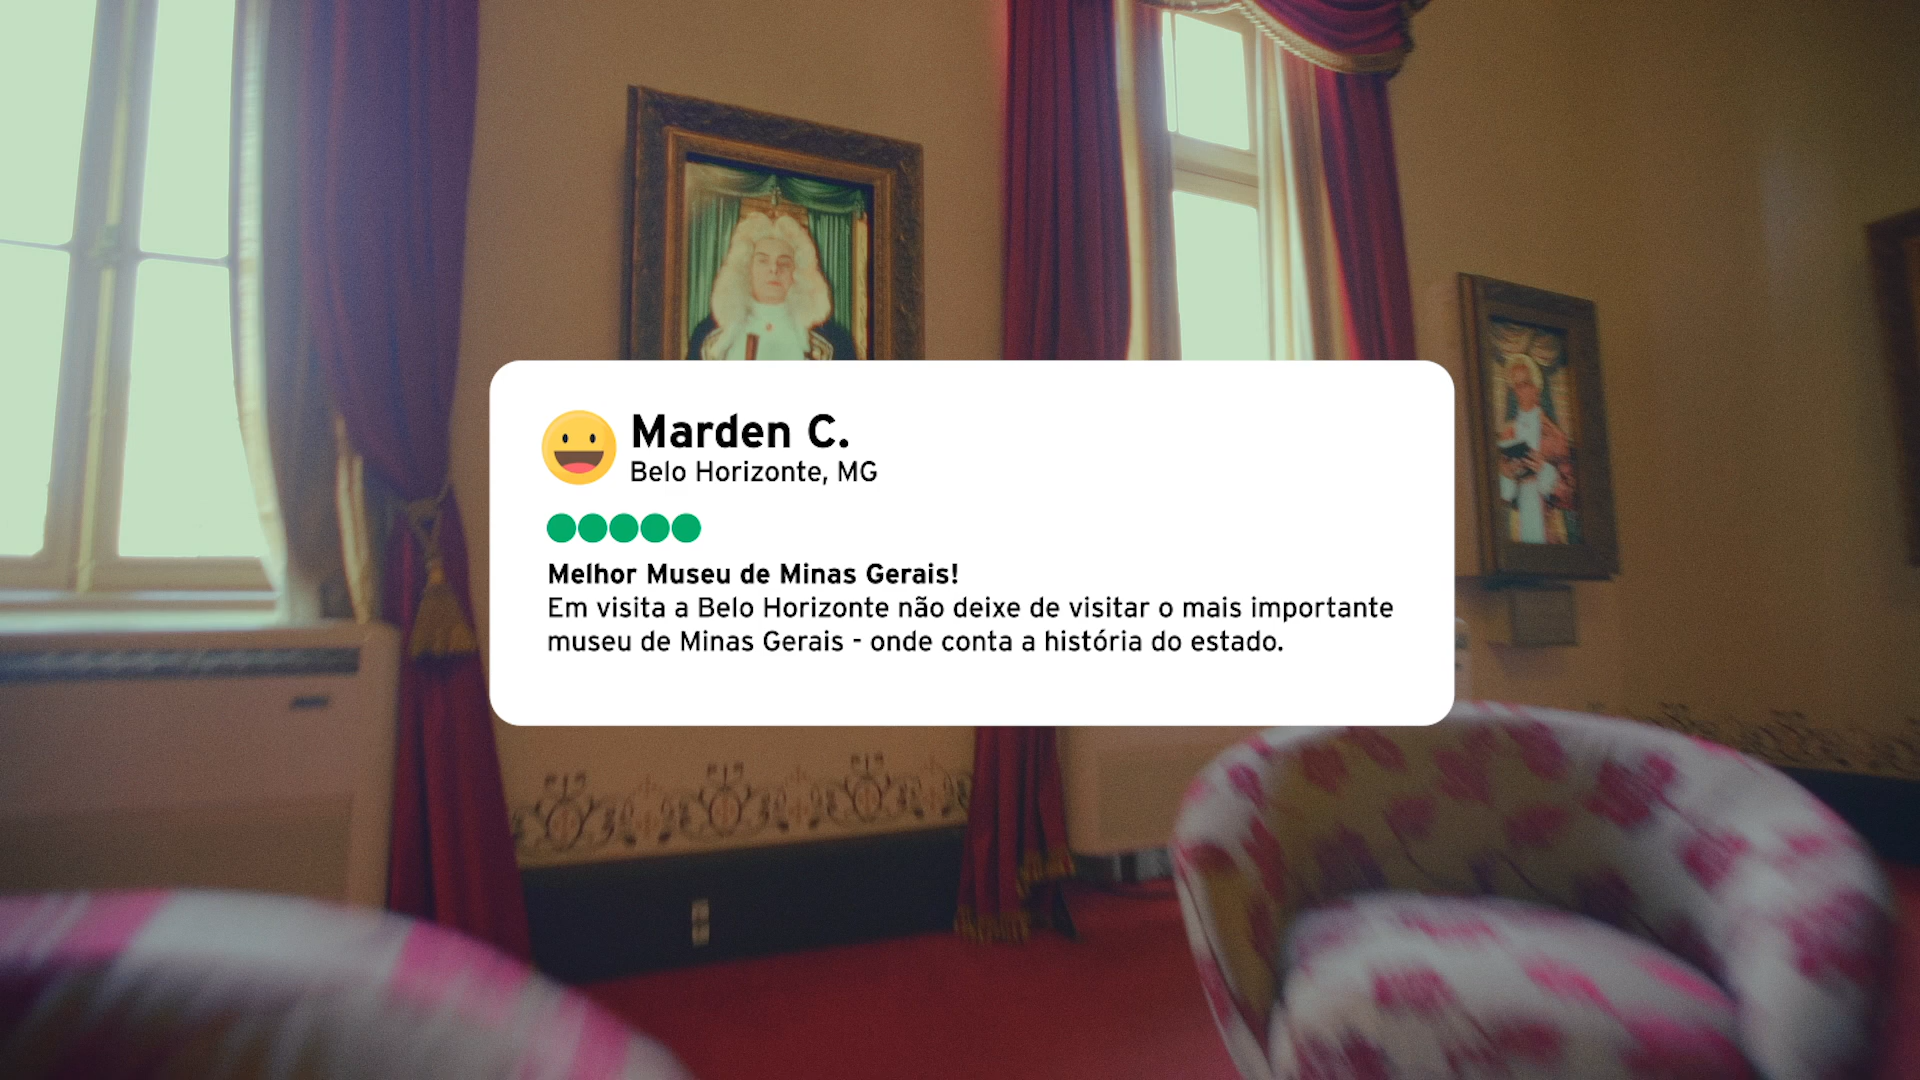 Marden C.
Belo Horizonte, MG
Melhor Museu de Minas Gerais!
Em visita a Belo Horizonte não deixe de visitar o mais importante
museu de Minas Gerais - onde conta a história do estado.